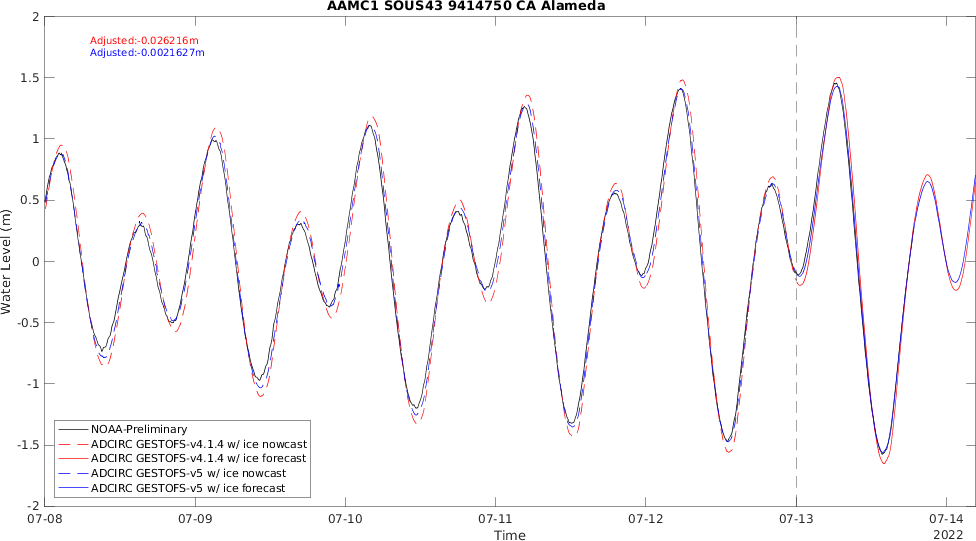 AAMC1 SOUS43 9414750 CA Alameda
Adjusted:-0.026216m
Adjusted:-0.0021627m
2
1.5
1
0.5
0
-0.5
-1
-1.5
-2
Water Level (m)
NOAA-Preliminary
ADCIRC GESTOFS-v4.1.4 w/ ice nowcast
ADCIRC GESTOFS-v4.1.4 w/ ice forecast
ADCIRC GESTOFS-v5 w/ ice nowcast
ADCIRC GESTOFS-v5 w/ ice forecast
07-08 07-09 07-10 07-11 07-12 07-13 07-14
Time
2022